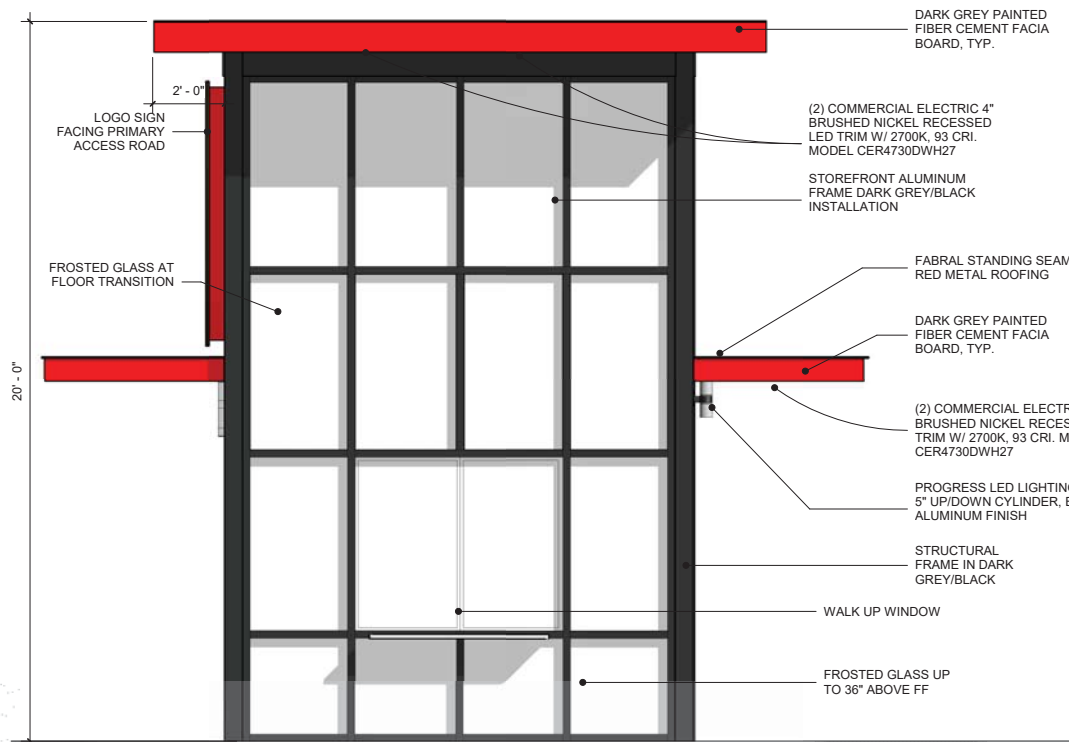 DARK GREY PAINTED
FIBER CEMENT FACIA
BOARD, TYP.
2' - 0"
LOGO SIGN
FACING PRIMARY
ACCESS ROAD
(2) COMMERCIAL ELECTRIC 4"
BRUSHED NICKEL RECESSED
LED TRIM W/ 2700K, 93 CRI.
MODEL CER4730DWH27
STOREFRONT ALUMINUM
FRAME DARK GREY/BLACK
INSTALLATION
FROSTED GLASS AT
FLOOR TRANSITION
FABRAL STANDING SEAM
RED METAL ROOFING
DARK GREY PAINTED
FIBER CEMENT FACIA
BOARD, TYP.
20' - 0"
(2) COMMERCIAL ELECTR
BRUSHED NICKEL RECES
TRIM W/ 2700K, 93 CRI. M
CER4730DWH27
PROGRESS LED LIGHTING
5" UP/DOWN CYLINDER,
ALUMINUM FINISH
STRUCTURAL
FRAME IN DARK
GREY/BLACK
WALK UP WINDOW
FROSTED GLASS UP
TO 36" ABOVE FF